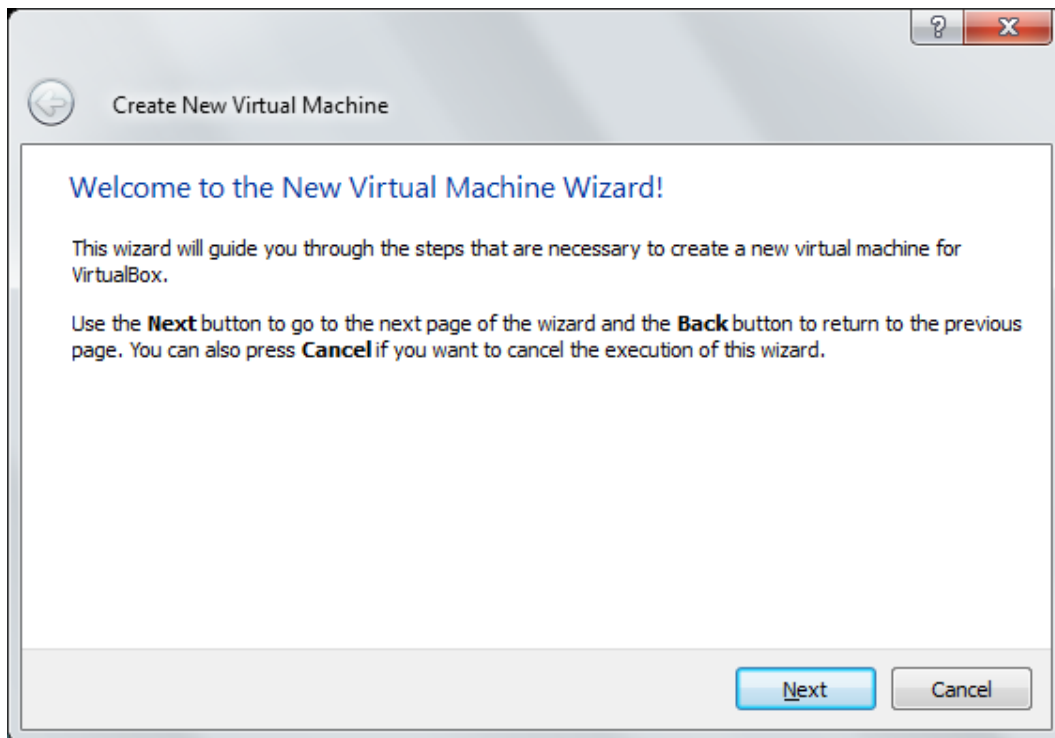 Create New Virtual Machine
Welcome to the New Virtual Machine Wizard!
This wizard will guide you through the steps that are necessary to create a new virtual machine for
VirtualBox.
Use the Next button to go to the next page of the wizard and the Back button to return to the previous
page. You can also press Cancel if you want to cancel the execution of this wizard.
Next
Cancel